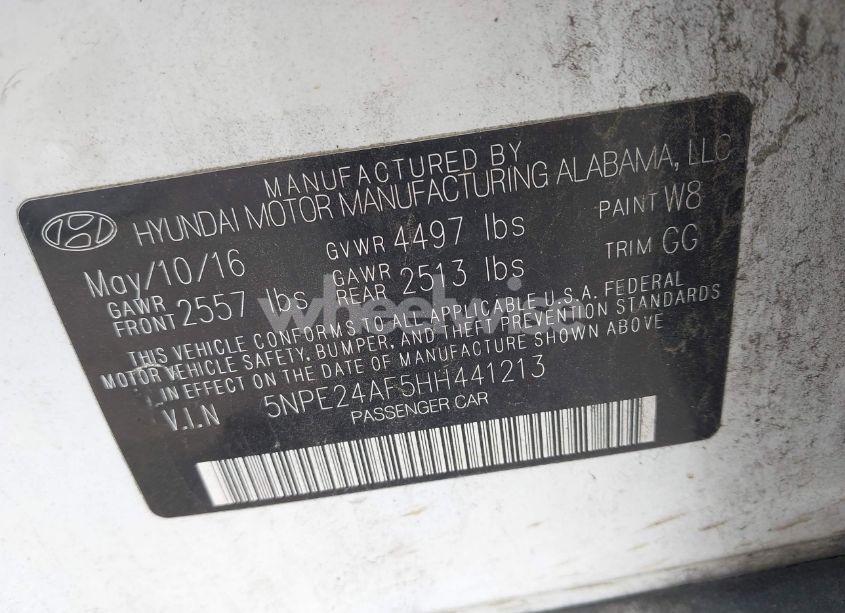 MANUFACTURED BY
HYUNDAI MOTOR MANUFACTURING ALABAMA, LLC
May/10/16 GVWR 4497 lbs PAINT W8
GAWR FRONT 2557 lbs GAWR REAR 2513 lbs TRIM GG
THIS VEHICLE CONFORMS TO ALL APPLICABLE U.S.A. FEDERAL
MOTOR VEHICLE SAFETY, BUMPER, AND THEFT PREVENTION STANDARDS
IN EFFECT ON THE DATE OF MANUFACTURE SHOWN ABOVE
V.I.N 5NPE24AF5HH441213
PASSENGER CAR
wheelwise